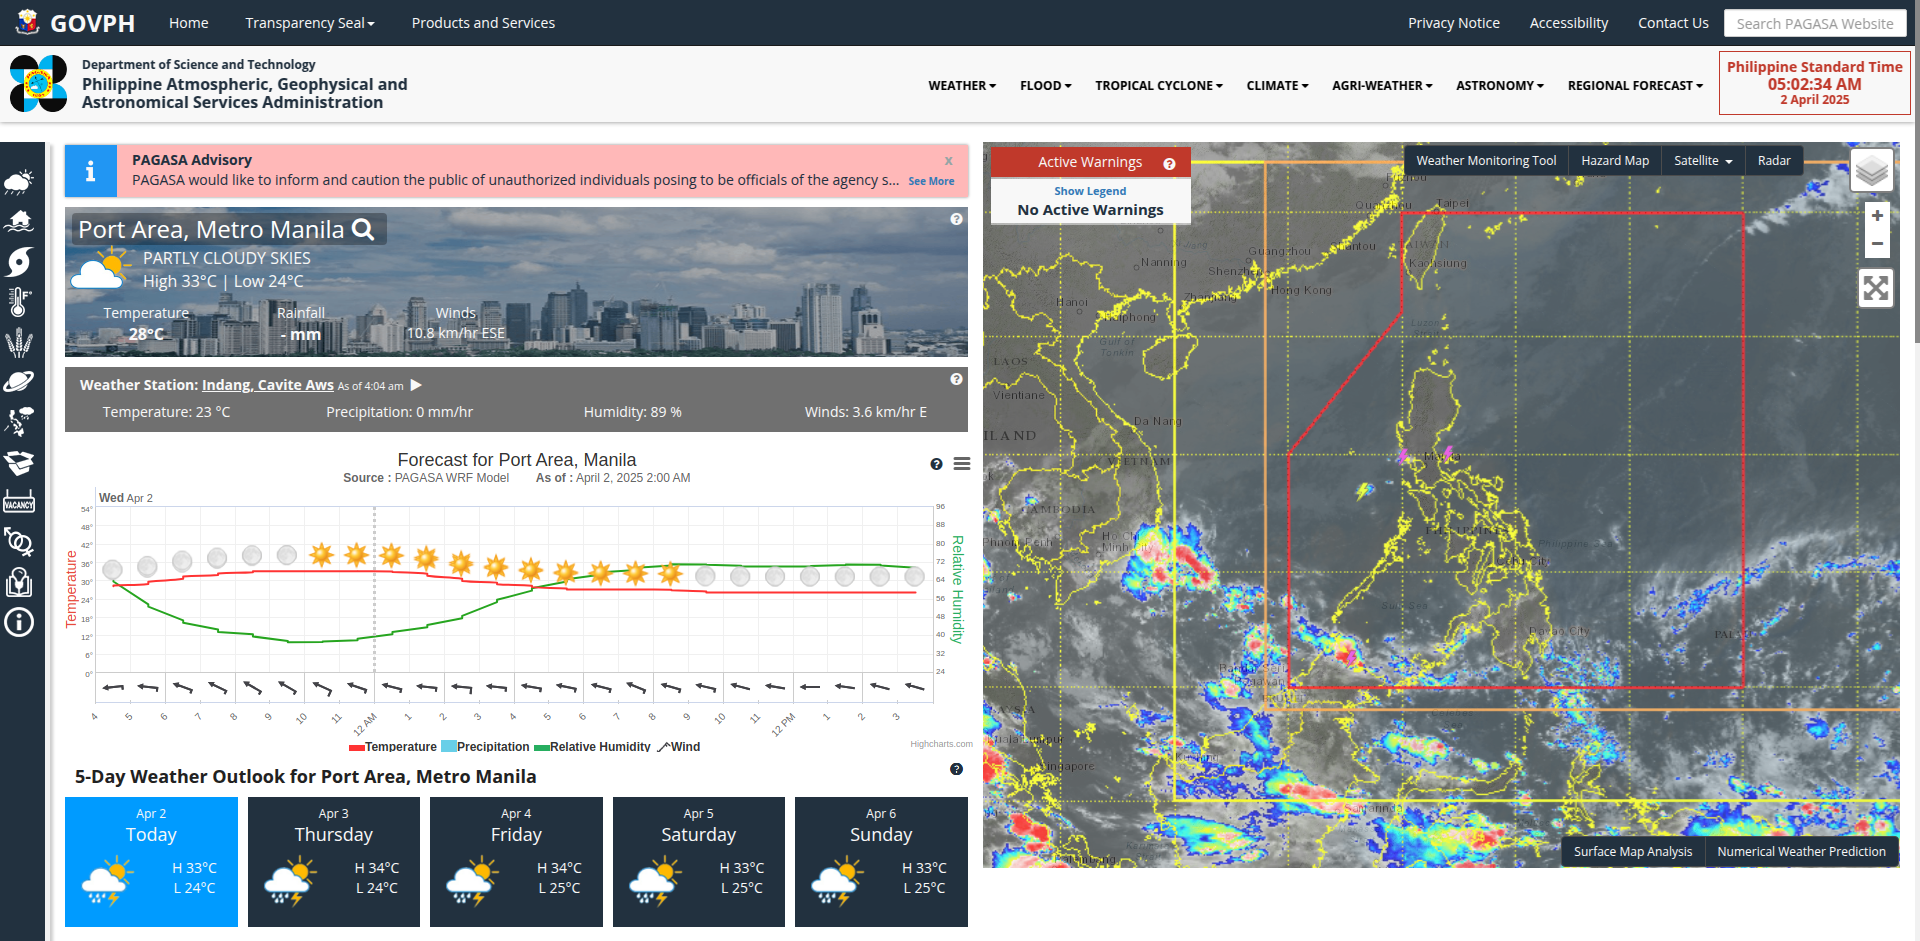 GOVPH
Home
Transparency Seal
Products and Services
Privacy Notice
Accessibility
Contact Us
Search PAGASA Website
Department of Science and Technology
Philippine Atmospheric, Geophysical and
Astronomical Services Administration
WEATHER
FLOOD
TROPICAL CYCLONE
CLIMATE
AGRI-WEATHER
ASTRONOMY
REGIONAL FORECAST
Philippine Standard Time
05:02:34 AM
2 April 2025
PAGASA Advisory
x
PAGASA would like to inform and caution the public of unauthorized individuals posing to be officials of the agency s...
See More
Port Area, Metro Manila
PARTLY CLOUDY SKIES
High 33°C | Low 24°C
Temperature
28°C
Rainfall
- mm
Winds
10.8 km/hr ESE
Weather Station: Indang, Cavite Aws As of 4:04 am
Temperature: 23 °C
Precipitation: 0 mm/hr
Humidity: 89 %
Winds: 3.6 km/hr E
Forecast for Port Area, Manila
Source : PAGASA WRF Model As of : April 2, 2025 2:00 AM
Wed Apr 2
Temperature
54°
48°
42°
36°
30°
24°
18°
12°
6°
0°
96
88
80
72
64
56
48
40
32
24
Relative Humidity
4
5
6
7
8
9
10
11
12 AM
1
2
3
4
5
6
7
8
9
10
11
12 PM
1
2
3
Temperature
Precipitation
Relative Humidity
Wind
Highcharts.com
5-Day Weather Outlook for Port Area, Metro Manila
Apr 2
Today
H 33°C
L 24°C
Apr 3
Thursday
H 34°C
L 24°C
Apr 4
Friday
H 34°C
L 25°C
Apr 5
Saturday
H 33°C
L 25°C
Apr 6
Sunday
H 33°C
L 25°C
VACANCY
Active Warnings
Show Legend
No Active Warnings
Weather Monitoring Tool
Hazard Map
Satellite
Radar
+
−
Taipei
Guangzhou
Nanning
Shenzhen
Kaohsiung
Hong Kong
Hanoi
Haiphong
Gulf of
Tonkin
LAOS
Vientiane
Da Nang
ILAND
VIETNAM
CAMBODIA
Ho Chi
Minh City
Davao City
Singapore
Surface Map Analysis
Numerical Weather Prediction